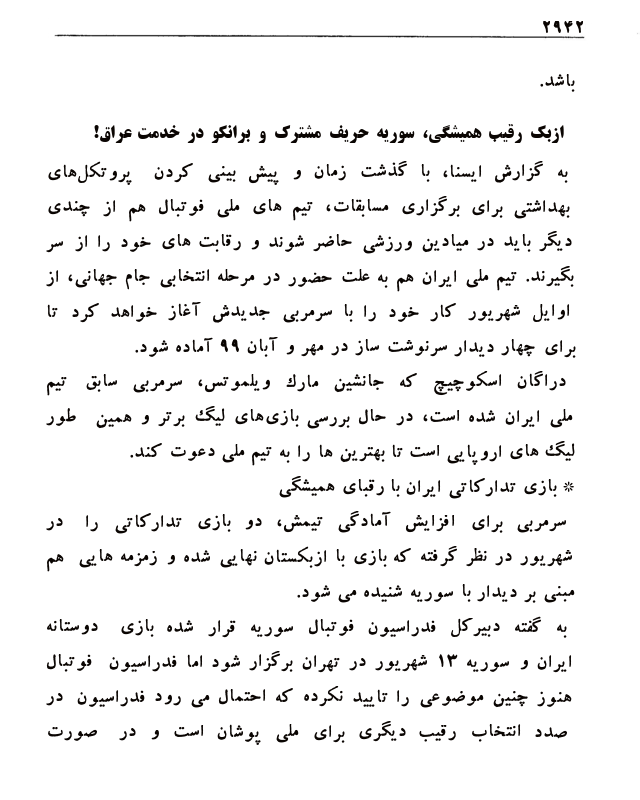 ۲۹۴۲
باشد.
ازبک رقیب همیشگی، سوریه حریف مشترک و برانکو در خدمت عراق!
به گزارش ایسنا، با گذشت زمان و پیش بینی کردن پروتکل‌های
بهداشتی برای برگزاری مسابقات، تیم های ملی فوتبال هم از چندی
دیگر باید در میادین ورزشی حاضر شوند و رقابت های خود را از سر
بگیرند. تیم ملی ایران هم به علت حضور در مرحله انتخابی جام جهانی، از
اوایل شهریور کار خود را با سرمربی جدیدش آغاز خواهد کرد تا
برای چهار دیدار سرنوشت ساز در مهر و آبان ۹۹ آماده شود.
دراگان اسکوچیچ که جانشین مارك ویلموتس، سرمربی سابق تیم
ملی ایران شده است، در حال بررسی بازی‌های لیگ برتر و همین طور
لیگ های اروپایی است تا بهترین ها را به تیم ملی دعوت کند.
* بازی تدارکاتی ایران با رقبای همیشگی
سرمربی برای افزایش آمادگی تیمش، دو بازی تدارکاتی را در
شهریور در نظر گرفته که بازی با ازبکستان نهایی شده و زمزمه هایی هم
مبنی بر دیدار با سوریه شنیده می شود.
به گفته دبیرکل فدراسیون فوتبال سوریه قرار شده بازی دوستانه
ایران و سوریه ۱۳ شهریور در تهران برگزار شود اما فدراسیون فوتبال
هنوز چنین موضوعی را تایید نکرده که احتمال می رود فدراسیون در
صدد انتخاب رقیب دیگری برای ملی پوشان است و در صورت